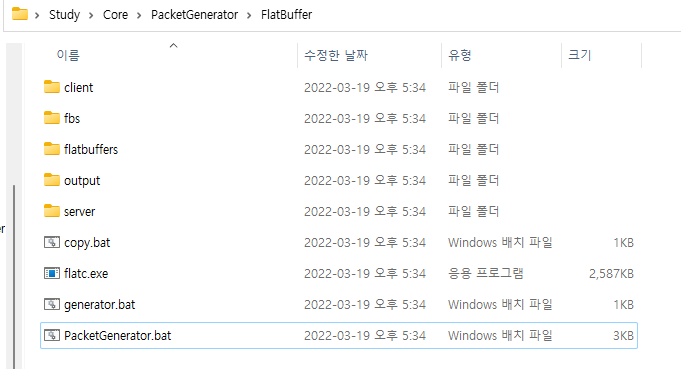 Study > Core > PacketGenerator > FlatBuffer
이름 수정한 날짜 유형 크기
client 2022-03-19 오후 5:34 파일 폴더
fbs 2022-03-19 오후 5:34 파일 폴더
flatbuffers 2022-03-19 오후 5:34 파일 폴더
output 2022-03-19 오후 5:34 파일 폴더
server 2022-03-19 오후 5:34 파일 폴더
copy.bat 2022-03-19 오후 5:34 Windows 배치 파일 1KB
flatc.exe 2022-03-19 오후 5:34 응용 프로그램 2,587KB
generator.bat 2022-03-19 오후 5:34 Windows 배치 파일 1KB
PacketGenerator.bat 2022-03-19 오후 5:34 Windows 배치 파일 3KB